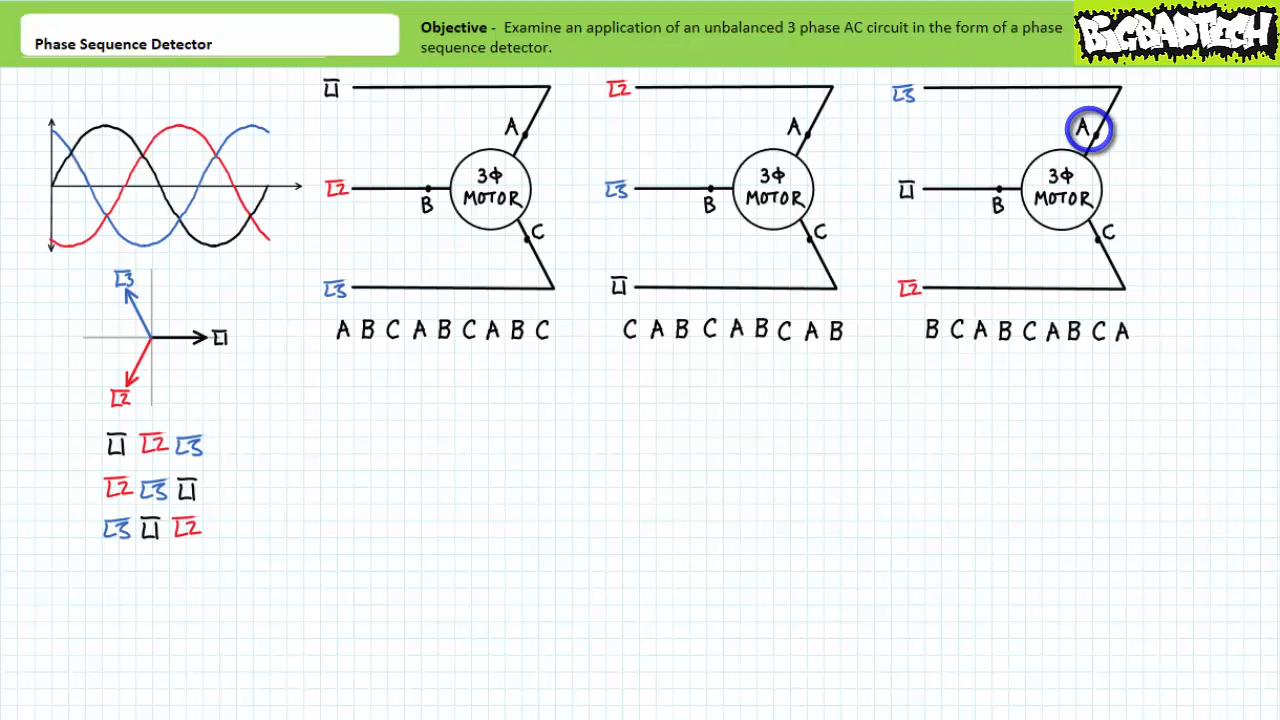 Phase Sequence Detector
Objective - Examine an application of an unbalanced 3 phase AC circuit in the form of a phase
sequence detector.
BIGBADTECH
L1
A
L2
B
3Φ
MOTOR
C
L3
A B C A B C A B C
L2
A
L3
B
3Φ
MOTOR
C
L1
C A B C A B C A B
L3
A
L1
B
3Φ
MOTOR
C
L2
B C A B C A B C A
L3
L1
L2
L1 L2 L3
L2 L3 L1
L3 L1 L2